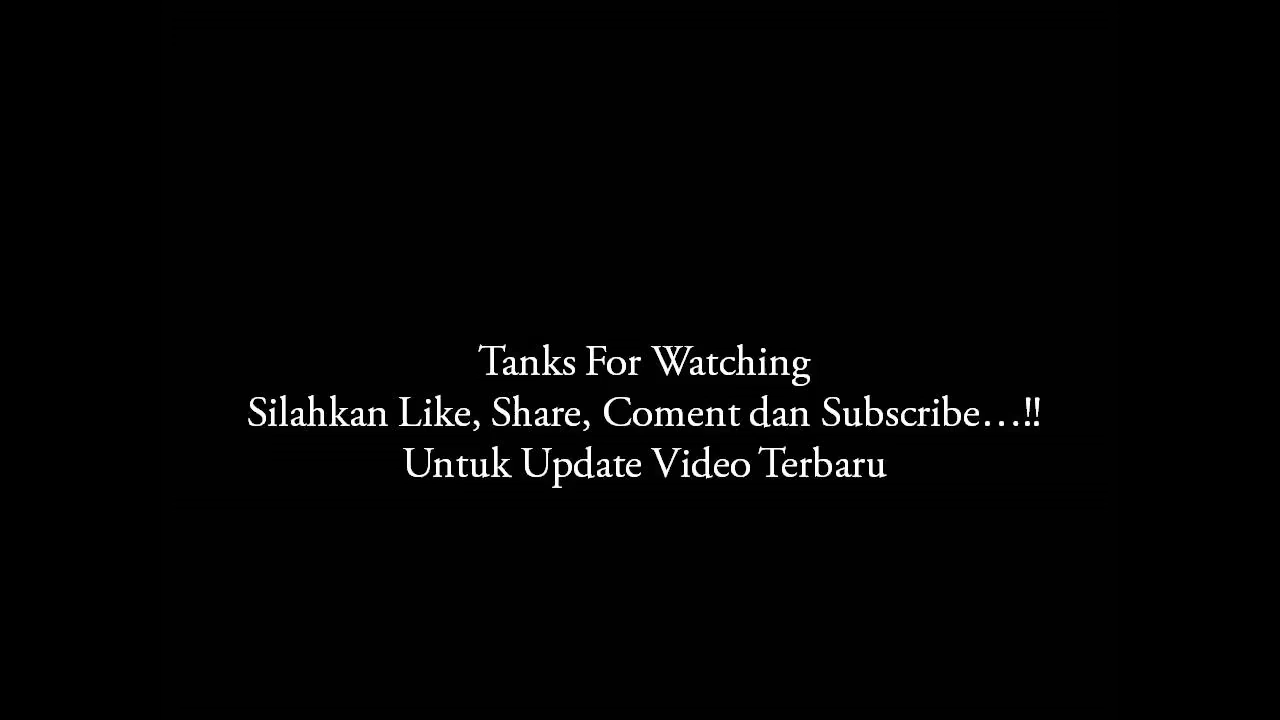 Tanks For Watching
Silahkan Like, Share, Coment dan Subscribe...!!
Untuk Update Video Terbaru